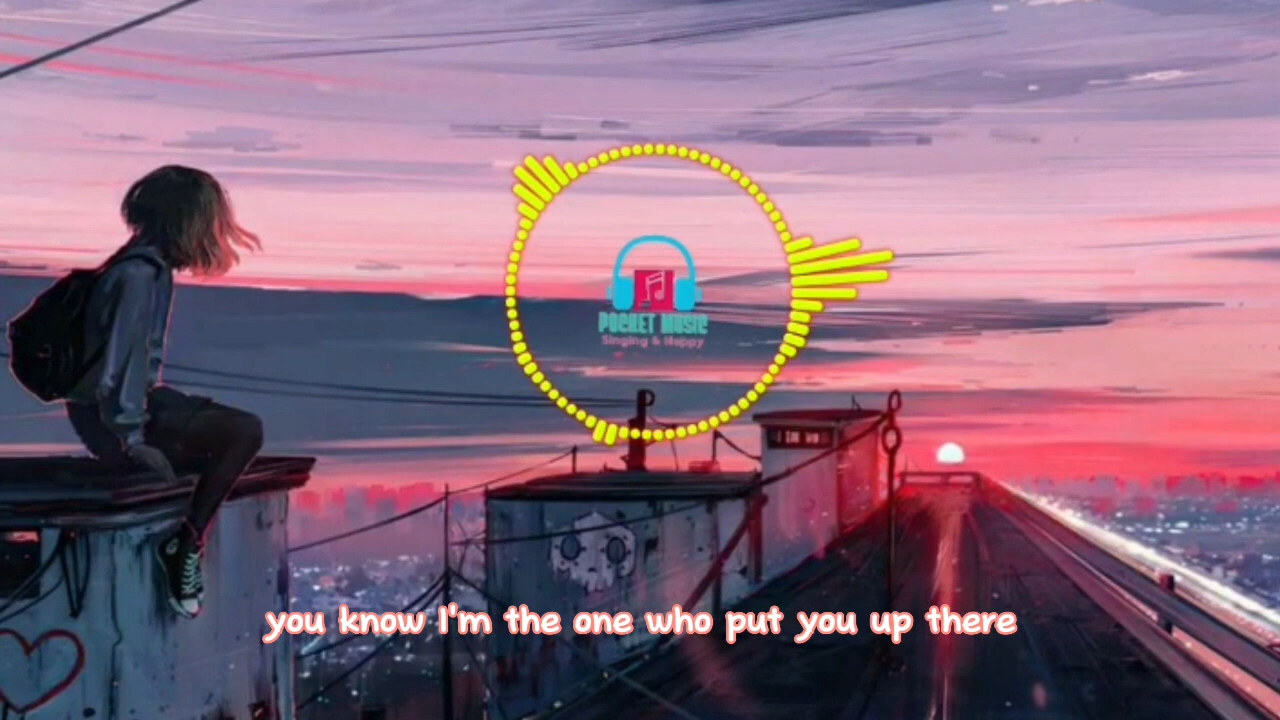 POCKET MUSIC
Singing & Happy
you know I'm the one who put you up there